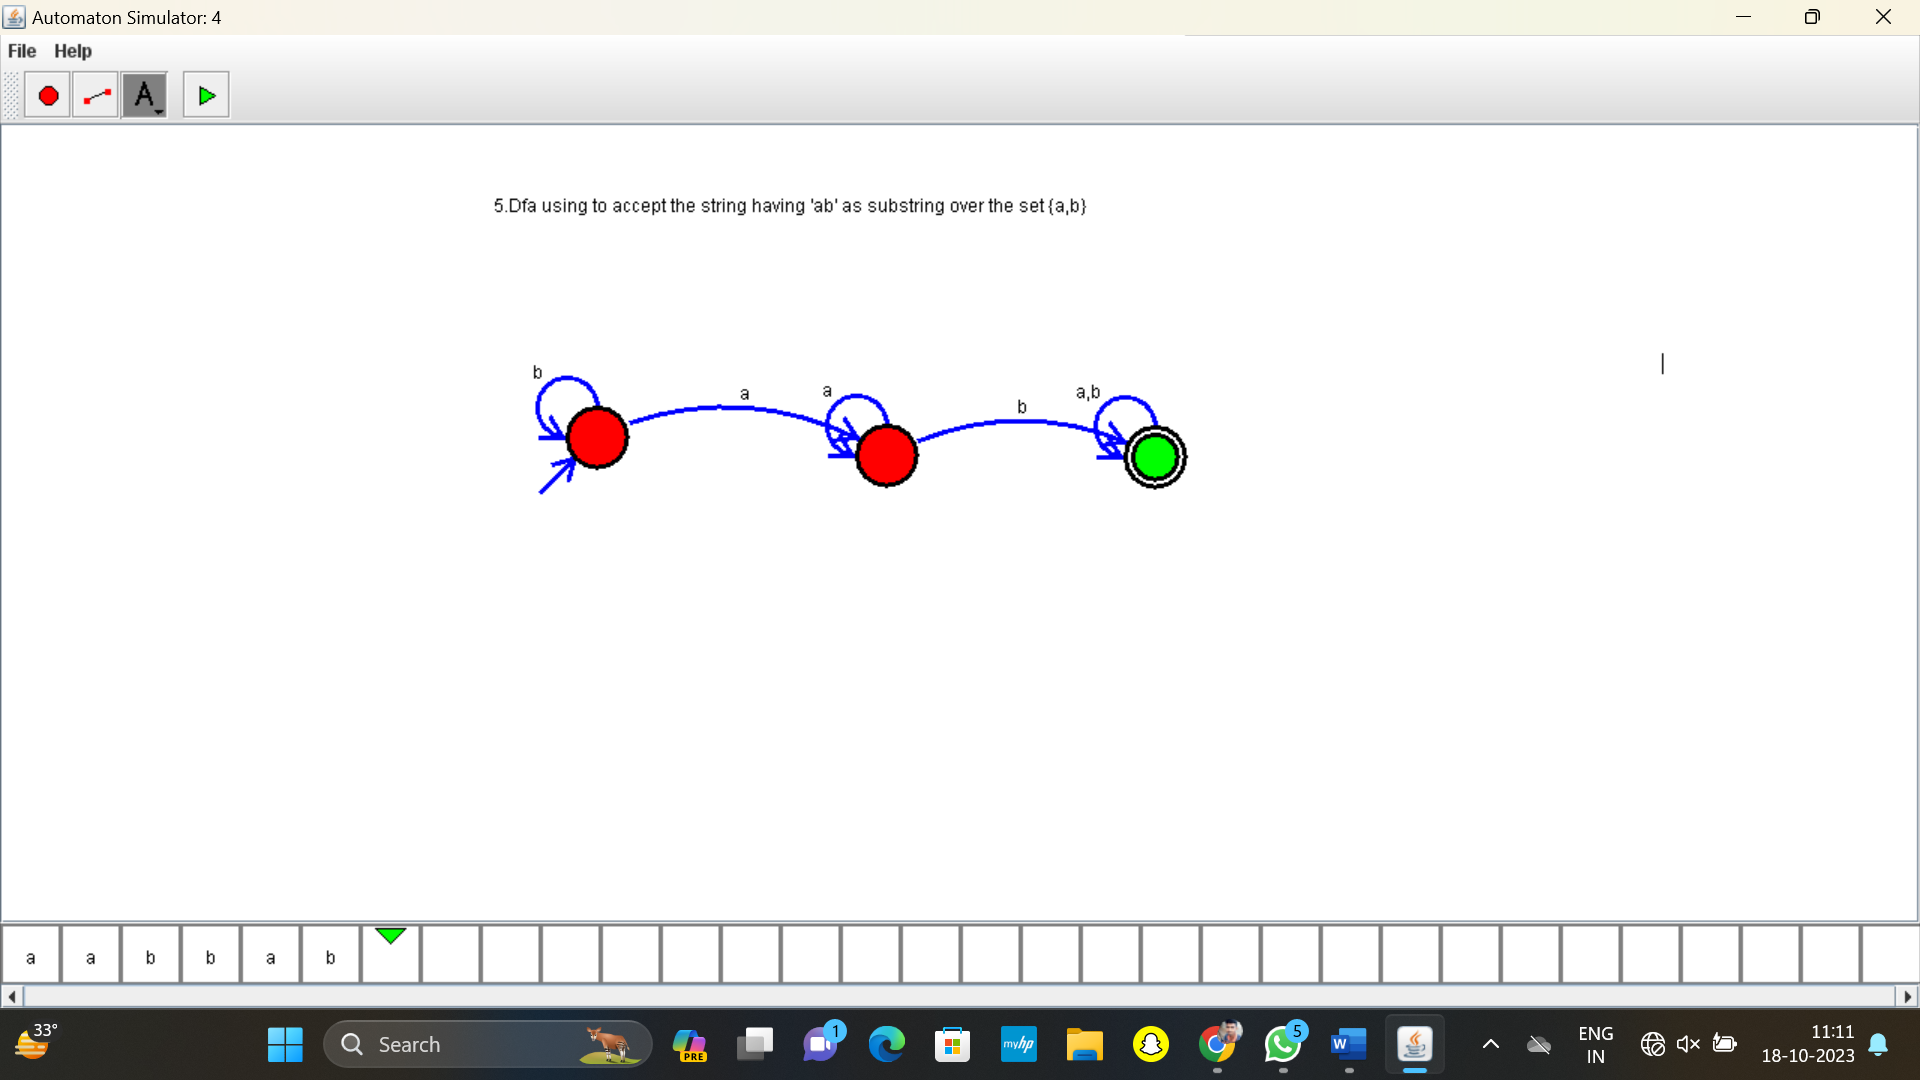 Automaton Simulator: 4
File Help
A
5.Dfa using to accept the string having 'ab' as substring over the set {a,b}
b
a
a
b
a,b
a a b b a b
33°
Search
PRE
1
myhp
5
W
ENG
IN
11:11
18-10-2023